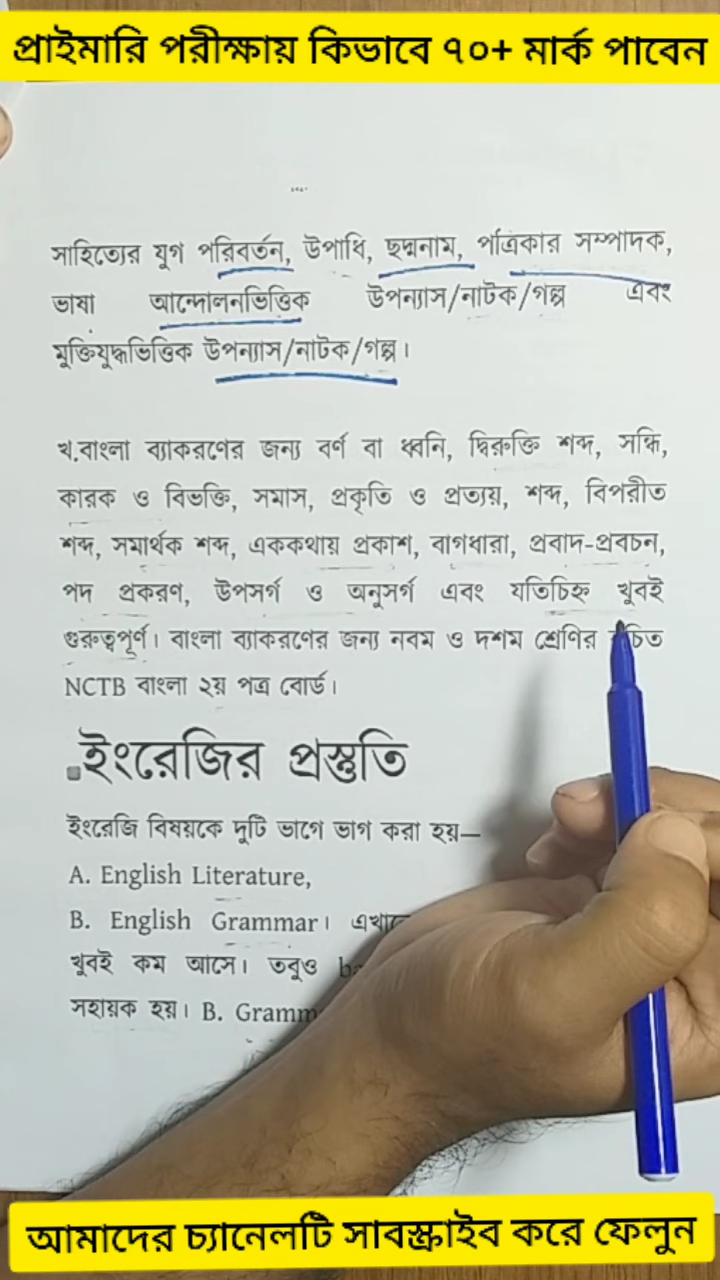 প্রাইমারি পরীক্ষায় কিভাবে ৭০+ মার্ক পাবেন
সাহিত্যের যুগ পরিবর্তন, উপাধি, ছদ্মনাম, পত্রিকার সম্পাদক,
ভাষা আন্দোলনভিত্তিক উপন্যাস/নাটক/গল্প এবং
মুক্তিযুদ্ধভিত্তিক উপন্যাস/নাটক/গল্প।
খ.বাংলা ব্যাকরণের জন্য বর্ণ বা ধ্বনি, দ্বিরুক্তি শব্দ, সন্ধি,
কারক ও বিভক্তি, সমাস, প্রকৃতি ও প্রত্যয়, শব্দ, বিপরীত
শব্দ, সমার্থক শব্দ, এককথায় প্রকাশ, বাগধারা, প্রবাদ-প্রবচন,
পদ প্রকরণ, উপসর্গ ও অনুসর্গ এবং যতিচিহ্ন খুবই
গুরুত্বপূর্ণ। বাংলা ব্যাকরণের জন্য নবম ও দশম শ্রেণির
NCTB বাংলা ২য় পত্র বোর্ড।
ইংরেজির প্রস্তুতি
ইংরেজি বিষয়কে দুটি ভাগে ভাগ করা হয়—
A. English Literature,
B. English Grammar।
খুবই কম আসে। তবুও
সহায়ক হয়। B.
আমাদের চ্যানেলটি সাবস্ক্রাইব করে ফেলুন